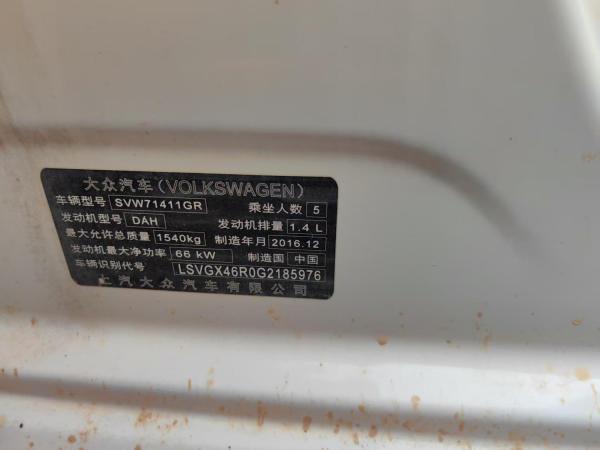 大众汽车(VOLKSWAGEN)
车辆型号 SVW71411GR 乘坐人数 5
发动机型号 DAH 发动机排量 1.4 L
最大允许总质量 1540kg 制造年月 2016.12
发动机最大净功率 66 kW 制造国 中国
车辆识别代号 LSVGX46R0G2185976
上汽大众汽车有限公司